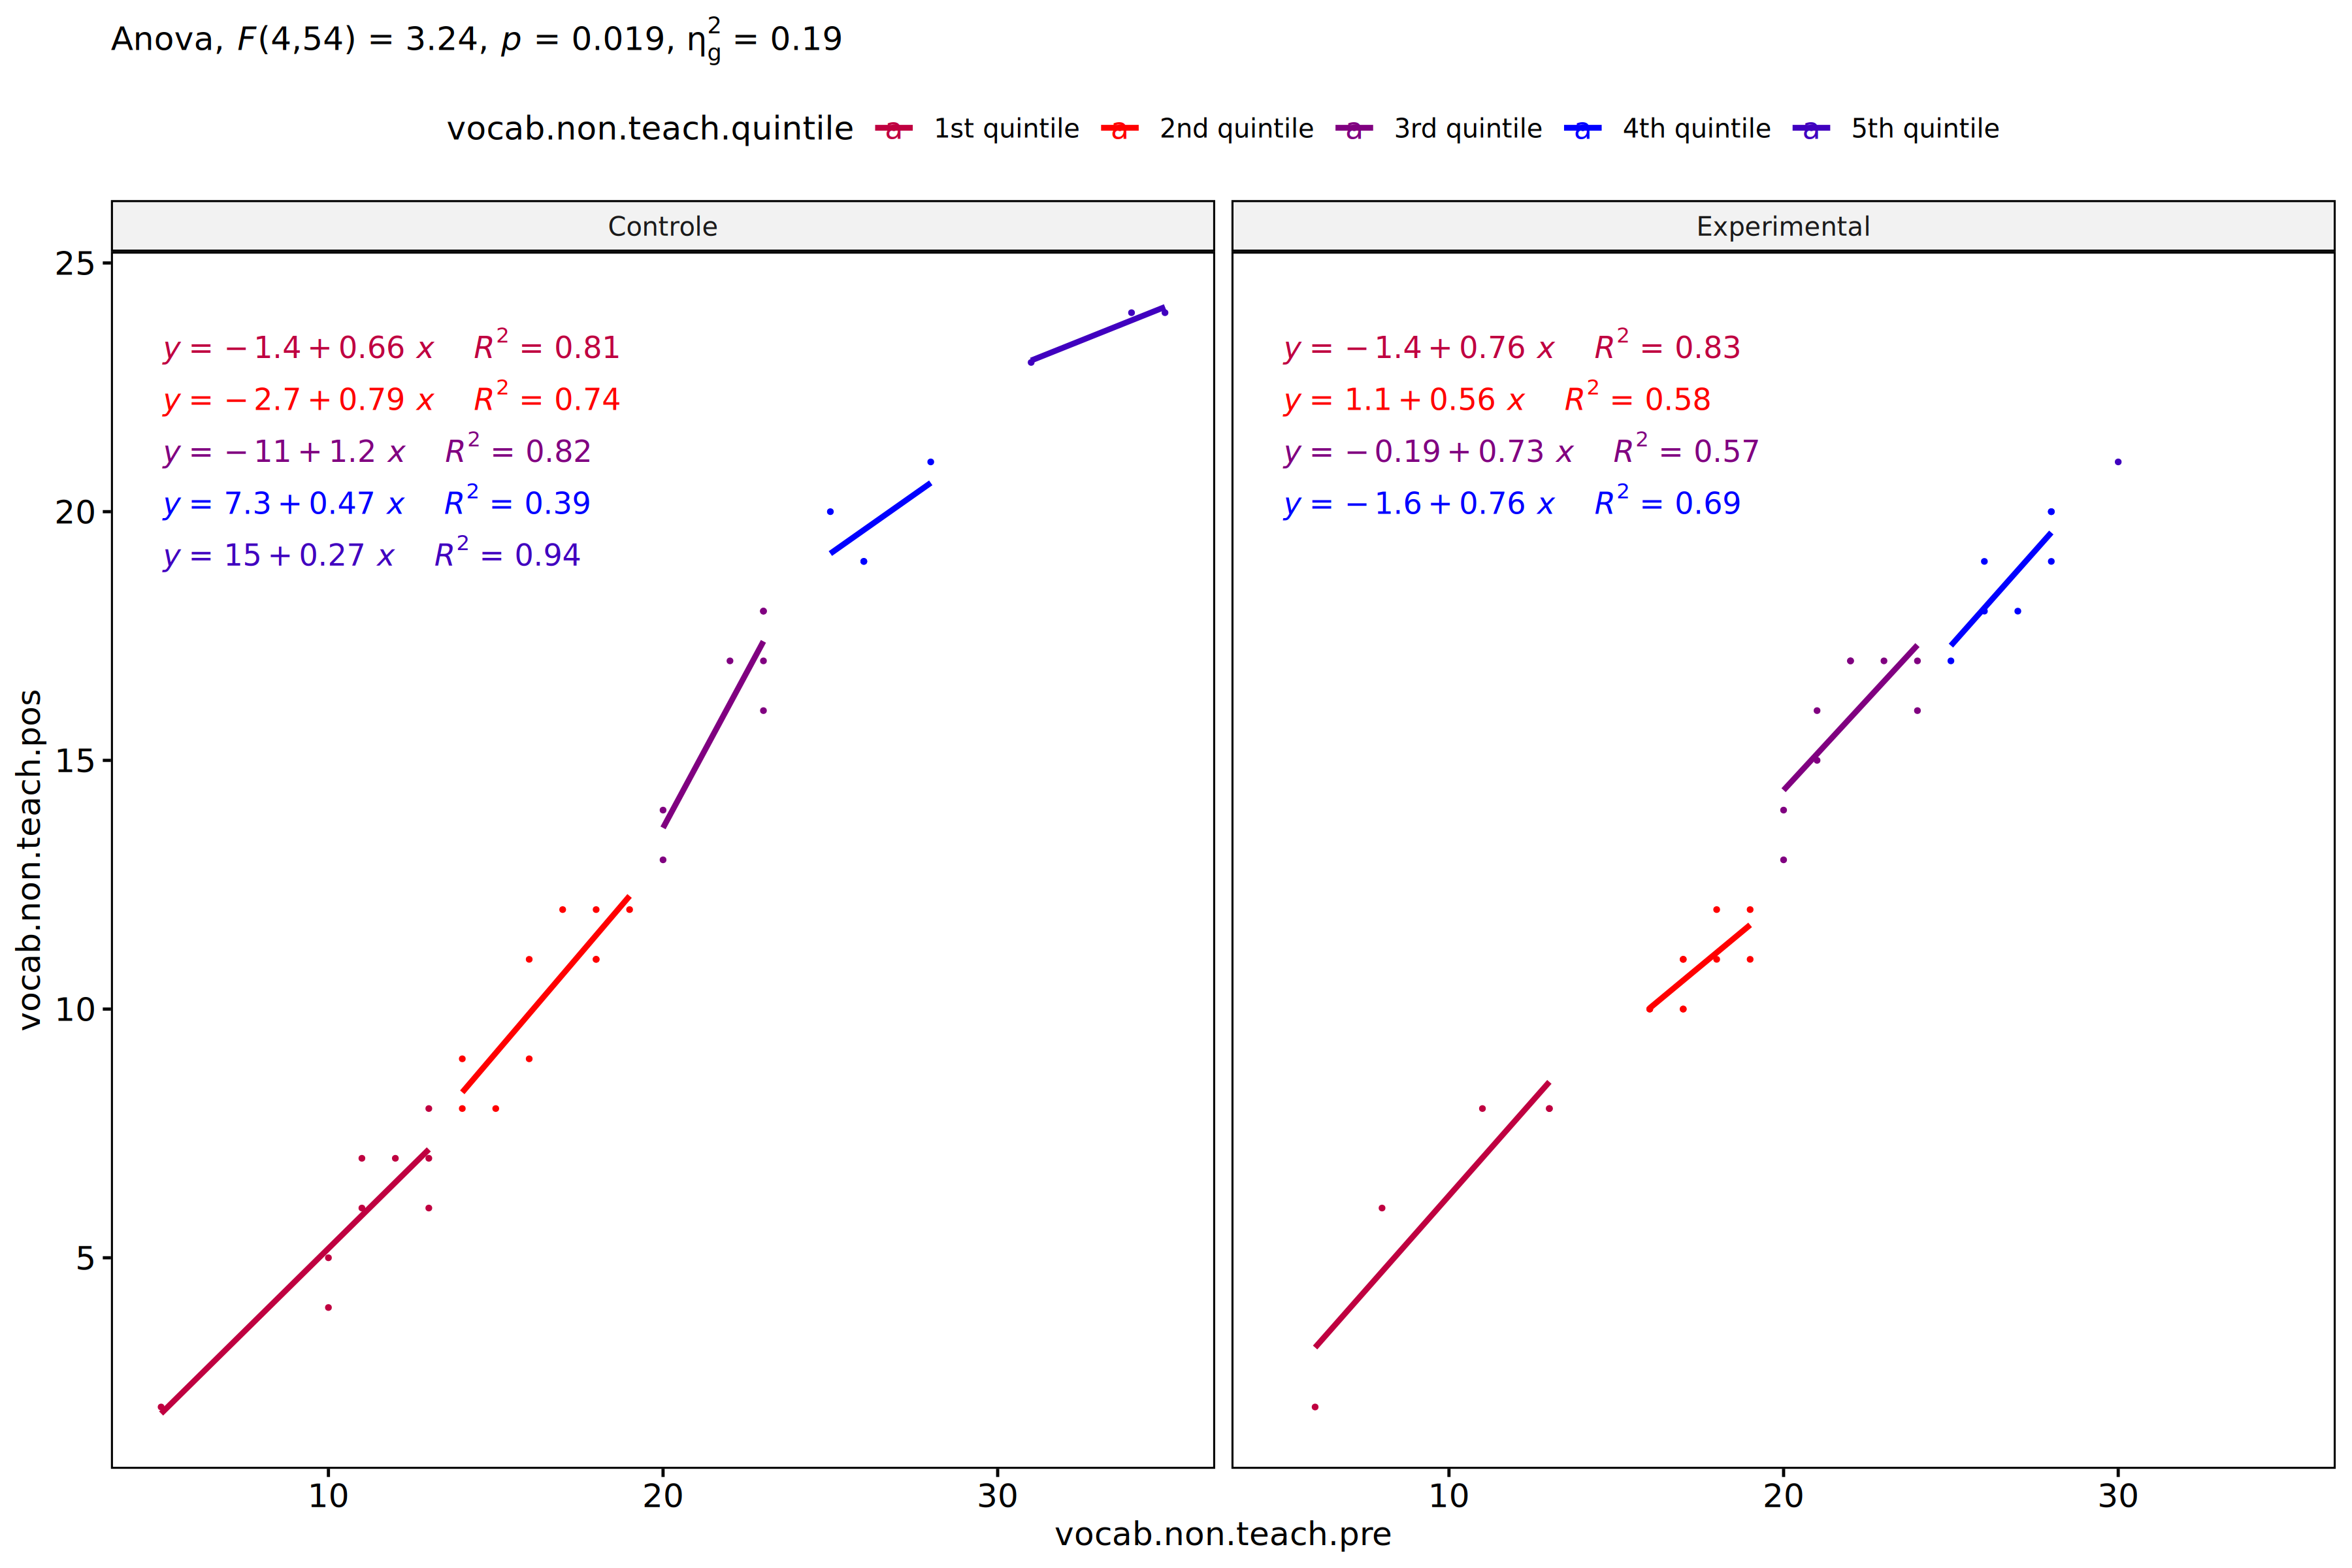 Anova, F(4,54) = 3.24, p = 0.019, η²g = 0.19
vocab.non.teach.quintile a 1st quintile a 2nd quintile a 3rd quintile a 4th quintile a 5th quintile
Controle
Experimental
25
20
15
10
5
y = − 1.4 + 0.66 x R² = 0.81
y = − 2.7 + 0.79 x R² = 0.74
y = − 11 + 1.2 x R² = 0.82
y = 7.3 + 0.47 x R² = 0.39
y = 15 + 0.27 x R² = 0.94
y = − 1.4 + 0.76 x R² = 0.83
y = 1.1 + 0.56 x R² = 0.58
y = − 0.19 + 0.73 x R² = 0.57
y = − 1.6 + 0.76 x R² = 0.69
10 20 30
10 20 30
vocab.non.teach.pre
vocab.non.teach.pos